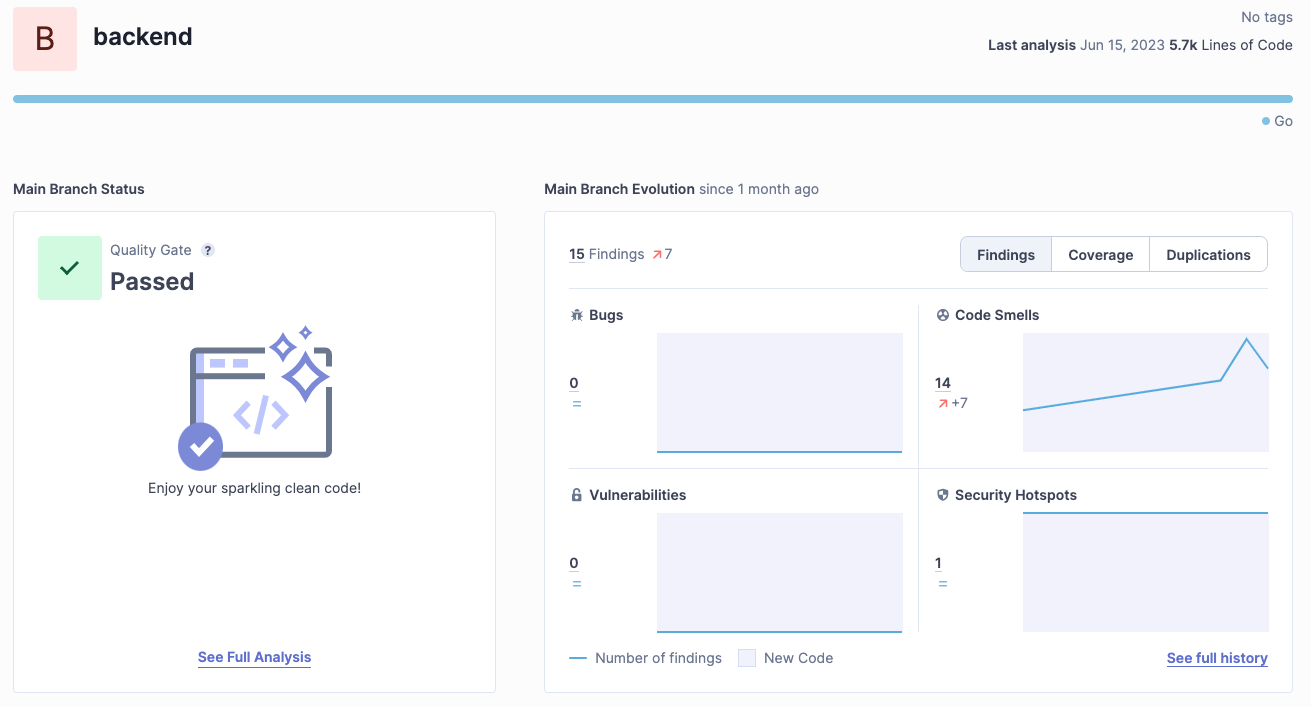 B
backend
No tags
Last analysis Jun 15, 2023 5.7k Lines of Code
Go
Main Branch Status
Quality Gate ?
Passed
</>
Enjoy your sparkling clean code!
See Full Analysis
Main Branch Evolution since 1 month ago
15 Findings 7
Findings Coverage Duplications
Bugs
0
=
Code Smells
14
+7
Vulnerabilities
0
=
Security Hotspots
1
=
Number of findings New Code
See full history